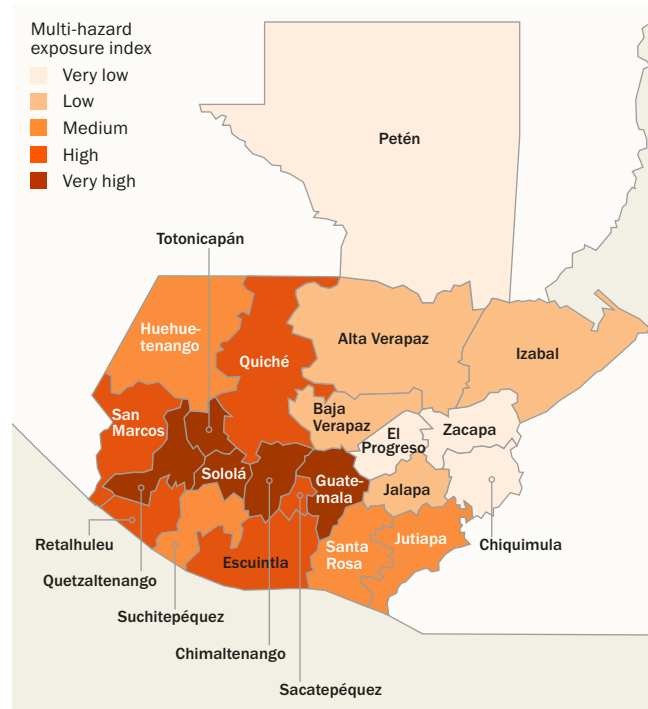 Multi-hazard
exposure index
Very low
Low
Medium
High
Very high
Petén
Totonicapán
Huehue-
tenango
Quiché
Alta Verapaz
Izabal
San
Marcos
Baja
Verapaz
El
Progreso
Zacapa
Sololá
Guate-
mala
Jalapa
Retalhuleu
Quetzaltenango
Suchitepéquez
Escuintla
Santa
Rosa
Jutiapa
Chiquimula
Chimaltenango
Sacatepéquez